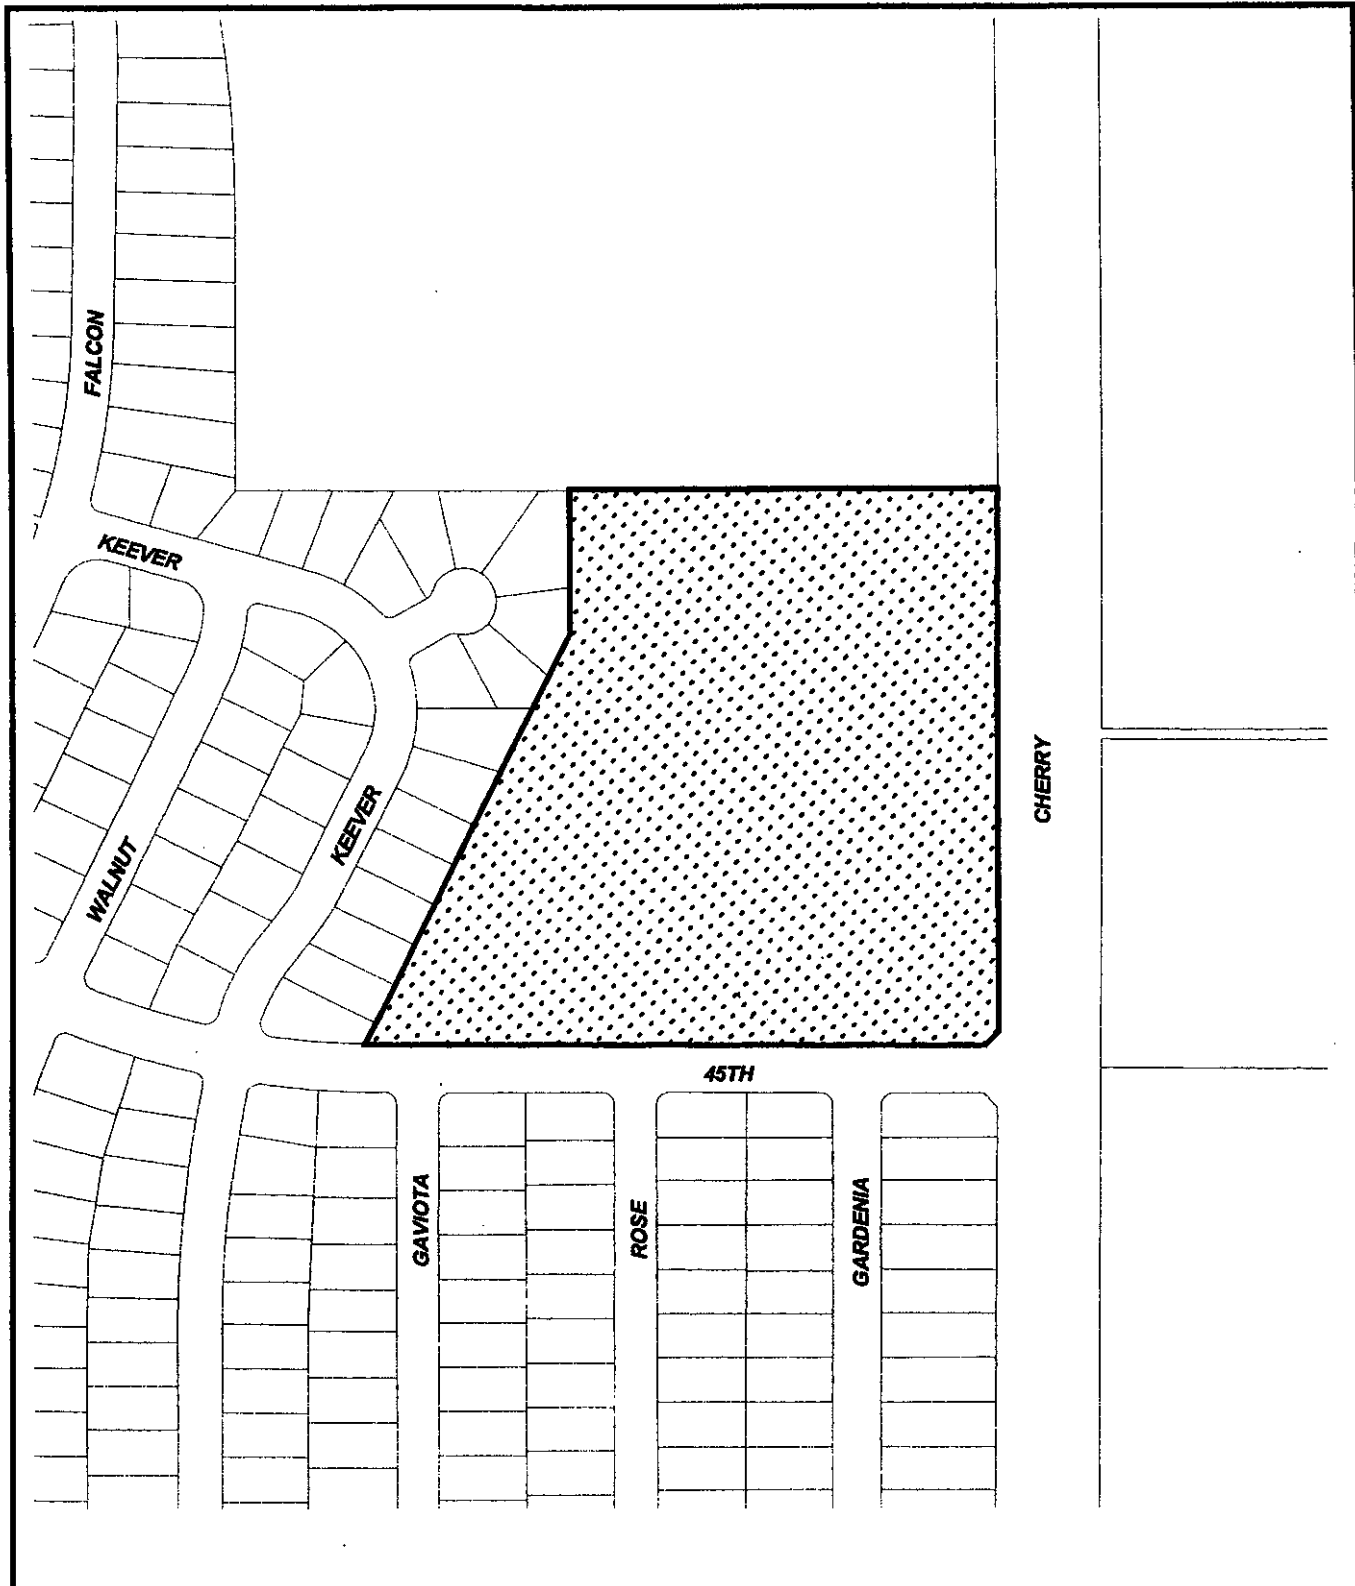 FALCON
KEEVER
CHERRY
KEEVER
WALNUT
45TH
GAVIOTA
ROSE
GARDENIA